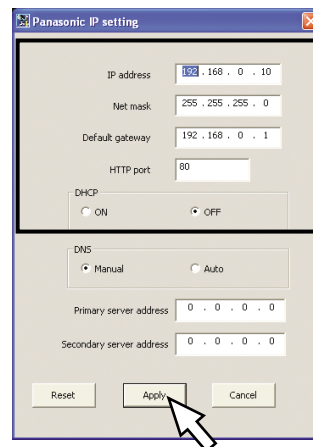 Panasonic IP setting
IP address 192 . 168 . 0 . 10
Net mask 255 . 255 . 255 . 0
Default gateway 192 . 168 . 0 . 1
HTTP port 80
DHCP
ON OFF
DNS
Manual Auto
Primary server address 0 . 0 . 0 . 0
Secondary server address 0 . 0 . 0 . 0
Reset Apply Cancel